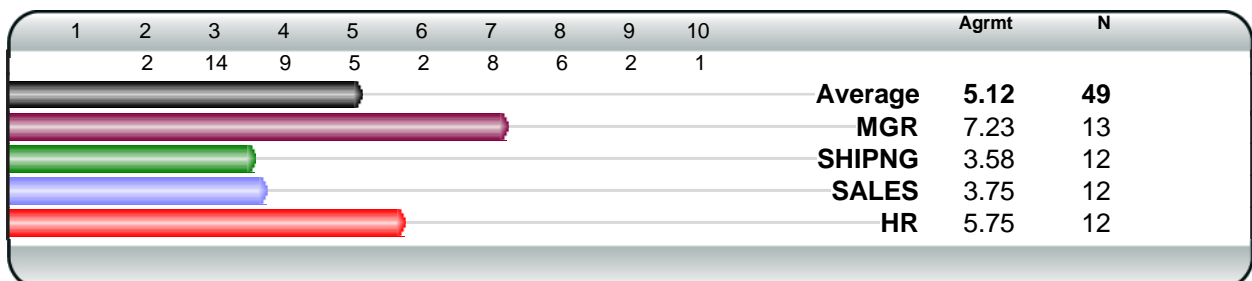 1 2 3 4 5 6 7 8 9 10 Agrmt N
2 14 9 5 2 8 6 2 1
Average 5.12 49
MGR 7.23 13
SHIPNG 3.58 12
SALES 3.75 12
HR 5.75 12